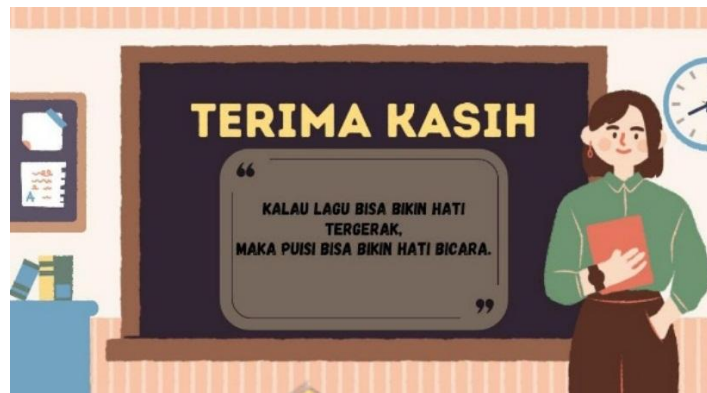 TERIMA KASIH
“
KALAU LAGU BISA BIKIN HATI
TERGERAK,
MAKA PUISI BISA BIKIN HATI BICARA.
”
A